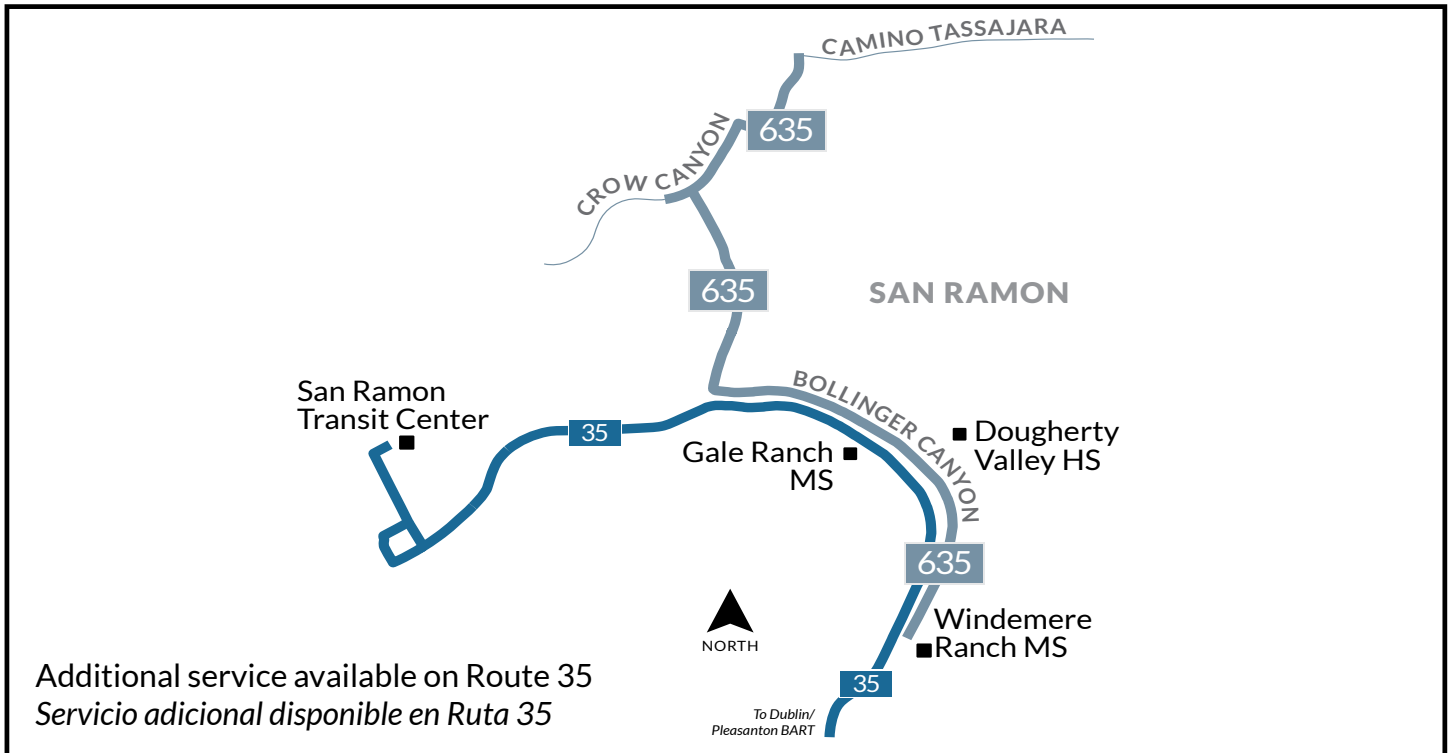 CAMINO TASSAJARA
635
CROW CANYON
635
SAN RAMON
San Ramon
Transit Center
BOLLINGER CANYON
35
Dougherty
Valley HS
Gale Ranch
MS
635
Windemere
Ranch MS
NORTH
35
Additional service available on Route 35
Servicio adicional disponible en Ruta 35
To Dublin/
Pleasanton BART